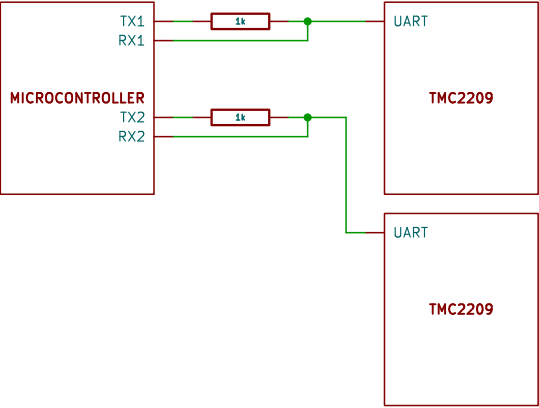 TX1
1k
UART
RX1
MICROCONTROLLER
TMC2209
TX2
1k
RX2
UART
TMC2209